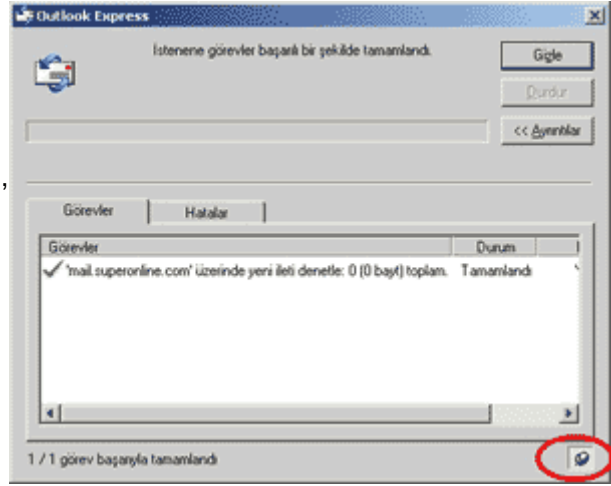 Outlook Express
İstenene görevler başarılı bir şekilde tamamlandı.
Gizle
Durdur
<< Ayrıntılar
,
Görevler
Hatalar
Görevler Durum
'mail.superonline.com' üzerinde yeni ileti denetle: 0 (0 bayt) toplam. Tamamlandı
1 / 1 görev başarıyla tamamlandı